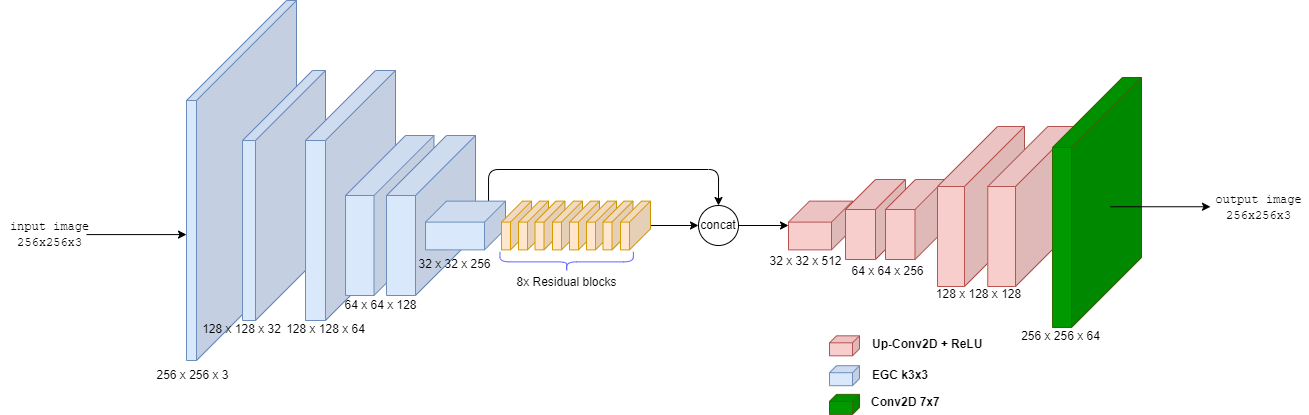 input image
256x256x3
256 x 256 x 3
128 x 128 x 32
128 x 128 x 64
64 x 64 x 128
32 x 32 x 256
8x Residual blocks
concat
32 x 32 x 512
64 x 64 x 256
128 x 128 x 128
256 x 256 x 64
output image
256x256x3
Up-Conv2D + ReLU
EGC k3x3
Conv2D 7x7